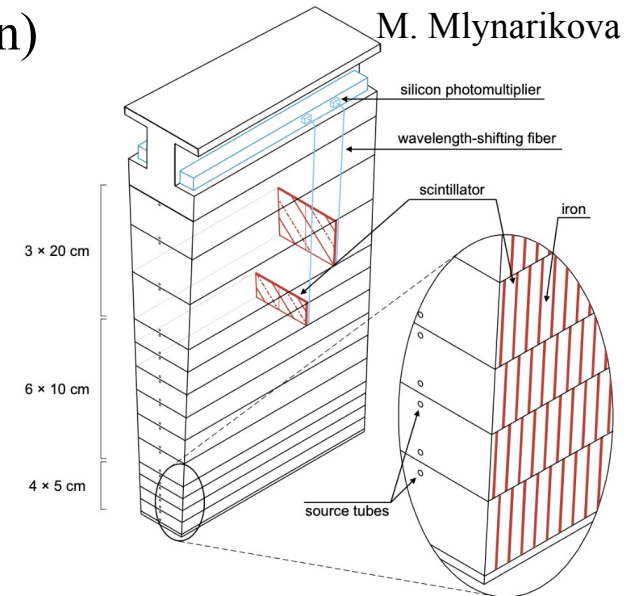 n)
M. Mlynarikova
silicon photomultiplier
wavelength-shifting fiber
scintillator
iron
3 × 20 cm
6 × 10 cm
4 × 5 cm
source tubes